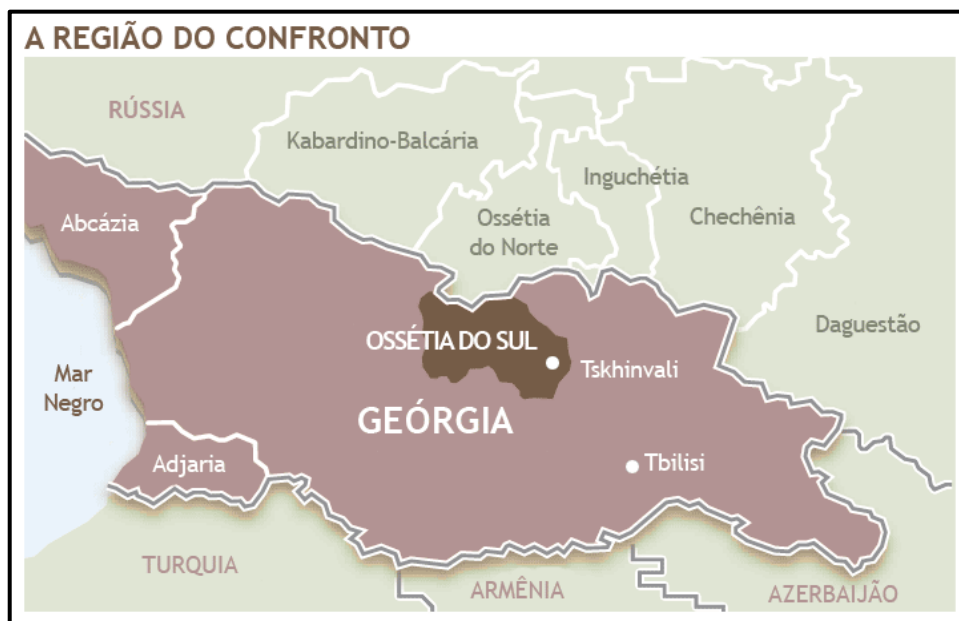 A REGIÃO DO CONFRONTO
RÚSSIA
Kabardino-Balcária
Inguchétia
Ossétia
do Norte
Chechênia
Abcázia
Daguestão
OSSÉTIA DO SUL
Tskhinvali
Mar
Negro
GEÓRGIA
Adjaria
Tbilisi
TURQUIA
ARMÊNIA
AZERBAIJÃO